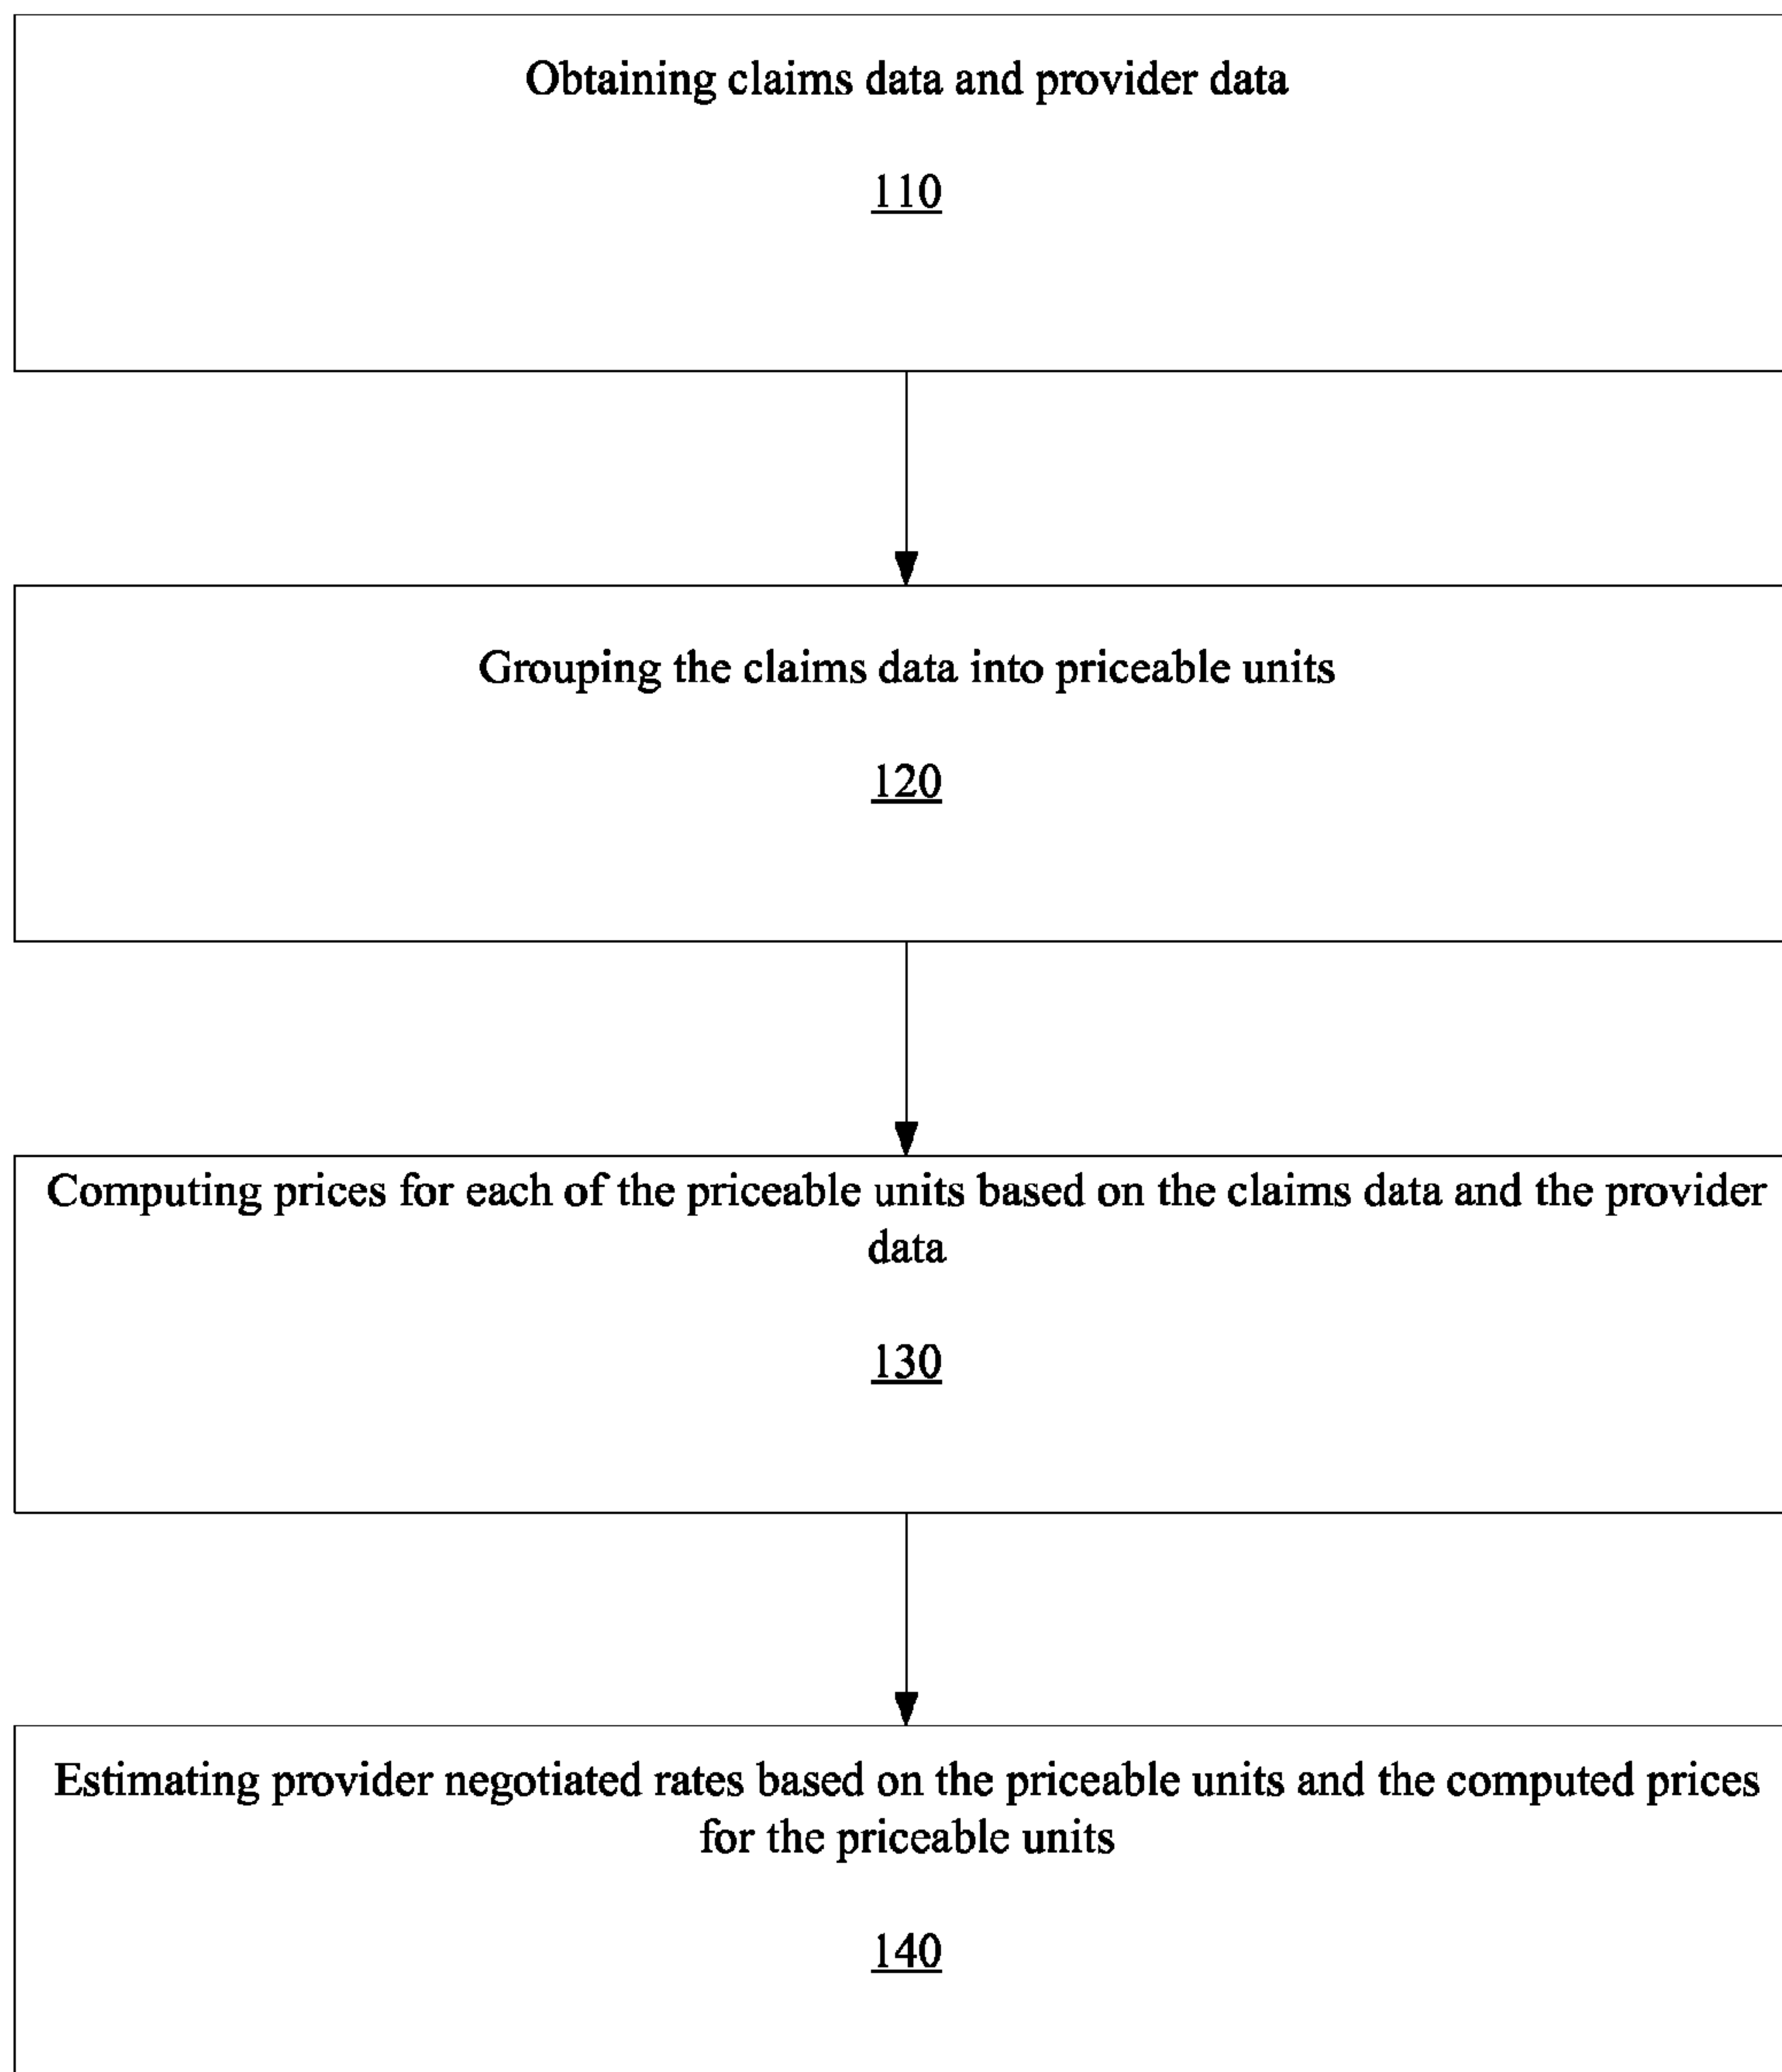 Obtaining claims data and provider data
110
Grouping the claims data into priceable units
120
Computing prices for each of the priceable units based on the claims data and the provider
data
130
Estimating provider negotiated rates based on the priceable units and the computed prices
for the priceable units
140